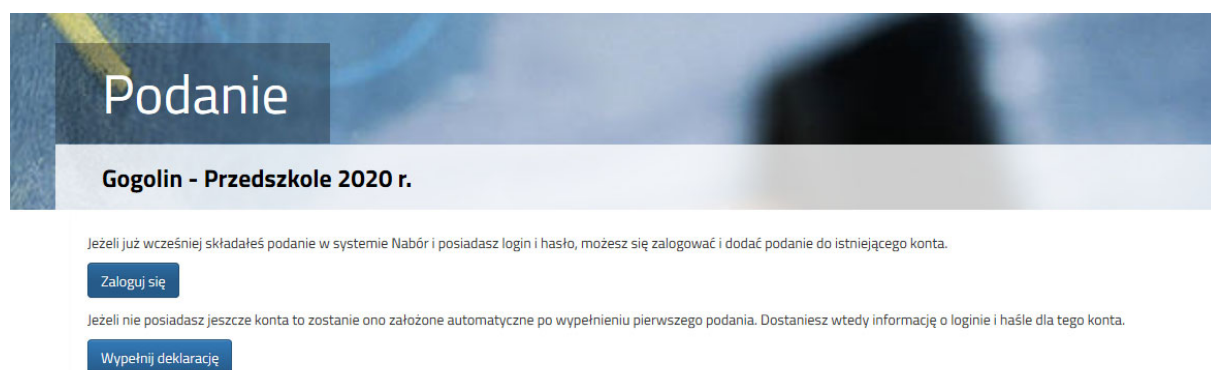 Podanie
Gogolin - Przedszkole 2020 r.
Jeżeli już wcześniej składałeś podanie w systemie Nabór i posiadasz login i hasło, możesz się zalogować i dodać podanie do istniejącego konta.
Zaloguj się
Jeżeli nie posiadasz jeszcze konta to zostanie ono założone automatyczne po wypełnieniu pierwszego podania. Dostaniesz wtedy informację o loginie i haśle dla tego konta.
Wypełnij deklarację